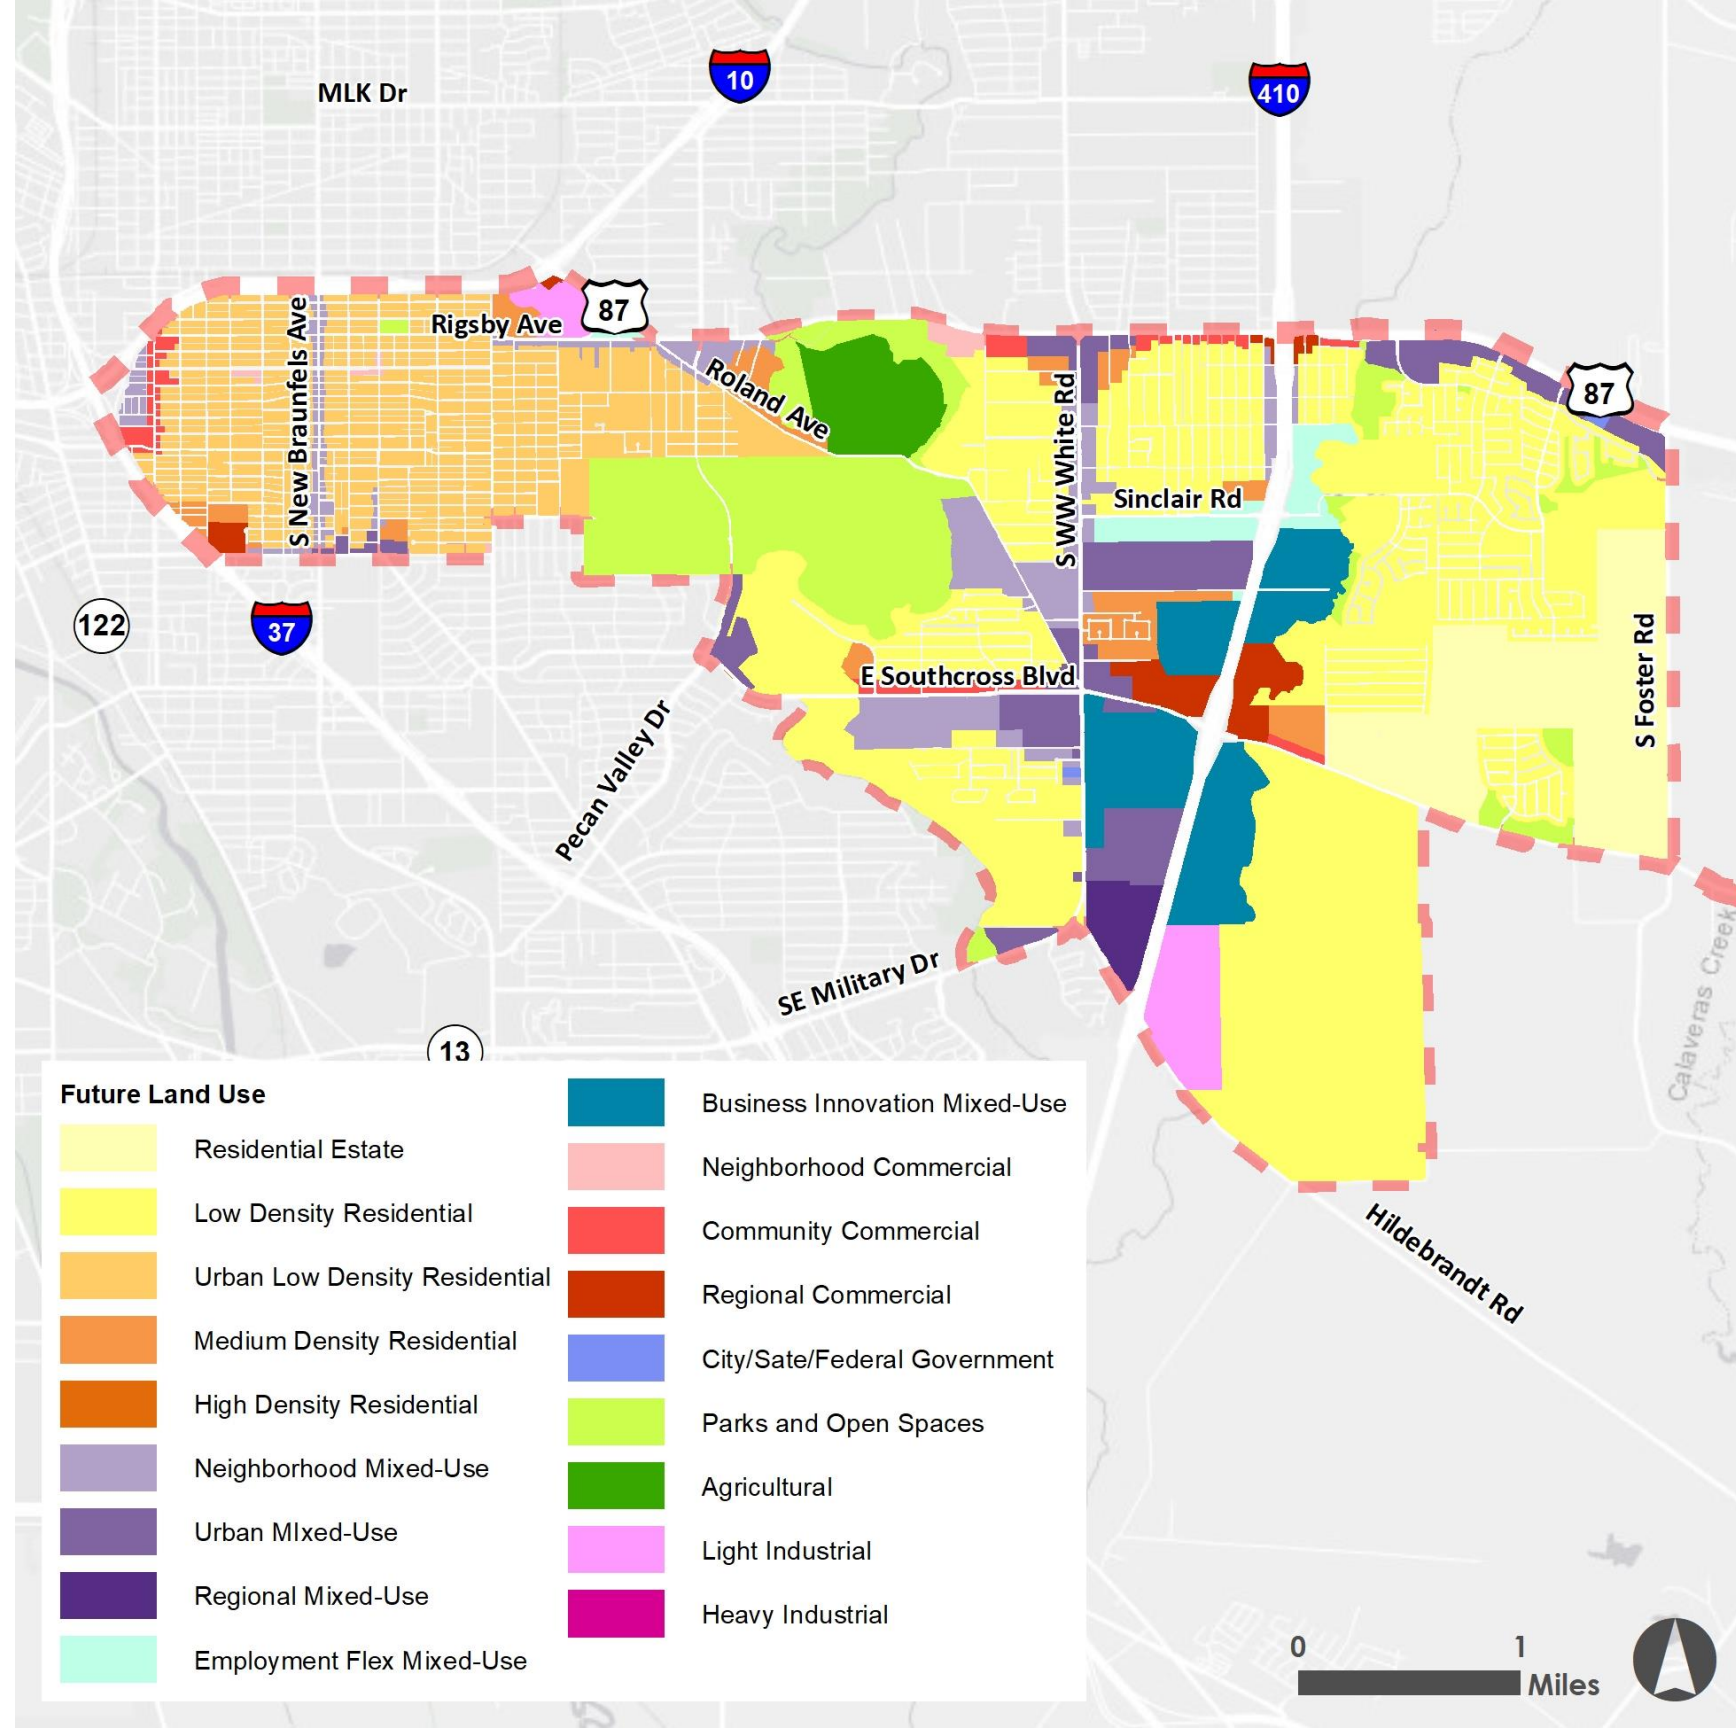 MLK Dr
10
410
87
Rigsby Ave
S New Braunfels Ave
Roland Ave
S WW White Rd
87
Sinclair Rd
122
37
E Southcross Blvd
S Foster Rd
Pecan Valley Dr
SE Military Dr
Calaveras Creek
13
Hildebrandt Rd
Future Land Use
Residential Estate
Low Density Residential
Urban Low Density Residential
Medium Density Residential
High Density Residential
Neighborhood Mixed-Use
Urban MIxed-Use
Regional Mixed-Use
Employment Flex Mixed-Use
Business Innovation Mixed-Use
Neighborhood Commercial
Community Commercial
Regional Commercial
City/Sate/Federal Government
Parks and Open Spaces
Agricultural
Light Industrial
Heavy Industrial
0 1
Miles